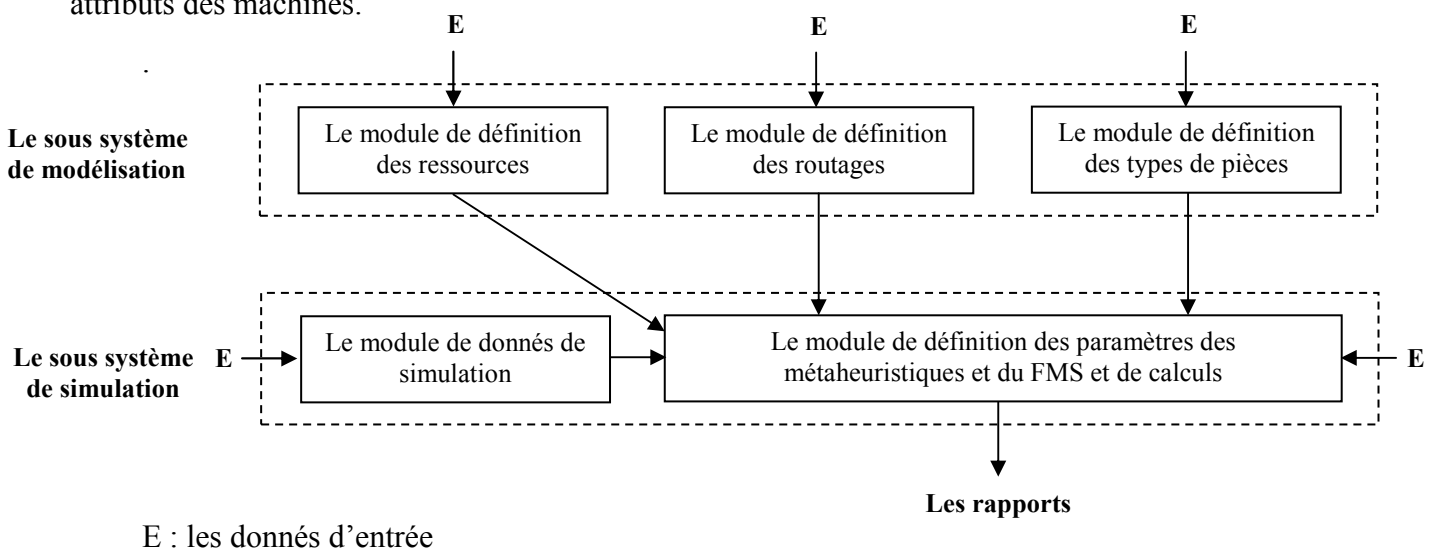 attributs des machines.
E
E
E
.
Le sous système
de modélisation
Le module de définition
des ressources
Le module de définition
des routages
Le module de définition
des types de pièces
Le sous système
de simulation
E
Le module de donnés de
simulation
Le module de définition des paramètres des
métaheuristiques et du FMS et de calculs
E
Les rapports
E : les donnés d’entrée